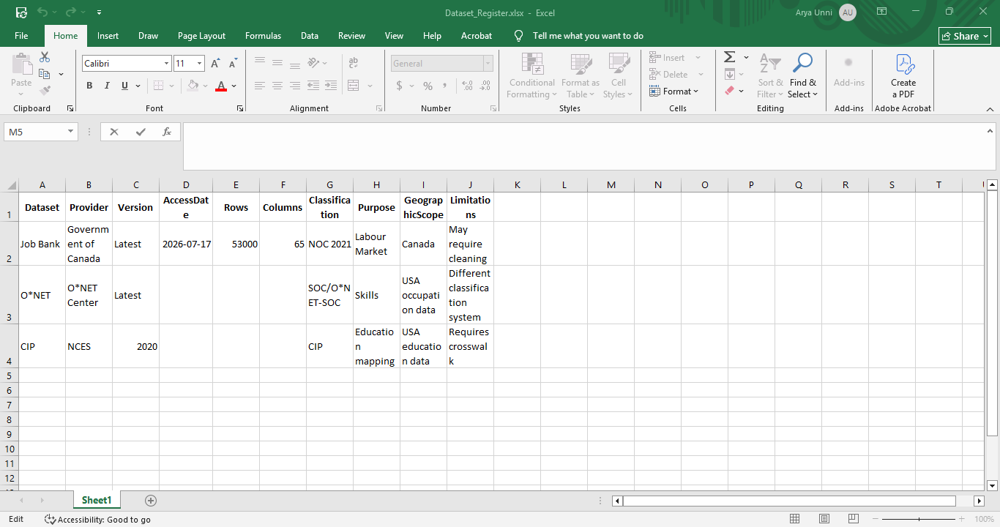 Dataset_Register.xlsx - Excel
Arya Unni
AU
File Home Insert Draw Page Layout Formulas Data Review View Help Acrobat Tell me what you want to do
Share
Paste
Clipboard
Calibri 11
B I U
Font
Alignment
General
$ % ,
Number
Conditional Formatting
Format as Table
Cell Styles
Styles
Insert
Delete
Format
Cells
Sort & Filter
Find & Select
Editing
Add-ins
Add-ins
Create a PDF
Adobe Acrobat
M5
fx
A B C D E F G H I J K L M N O P Q R S T
1 Dataset Provider Version AccessDate Rows Columns Classification Purpose GeographicScope Limitations
2 Job Bank Government of Canada Latest 2026-07-17 53000 65 NOC 2021 Labour Market Canada May require cleaning
3 O*NET O*NET Center Latest SOC/O*NET-SOC Skills USA occupation data Different classification system
4 CIP NCES 2020 CIP Education mapping USA education data Requires crosswalk
5
6
7
8
9
10
11
12
Sheet1
Edit
Accessibility: Good to go
100%